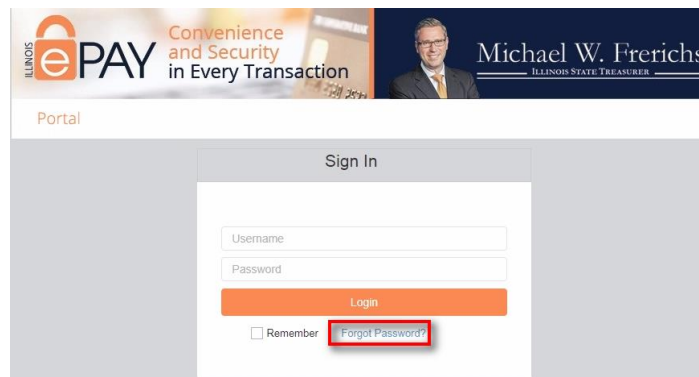 ILLINOIS
ePAY
Convenience
and Security
in Every Transaction
Michael W. Frerichs
ILLINOIS STATE TREASURER
Portal
Sign In
Username
Password
Login
Remember Forgot Password?